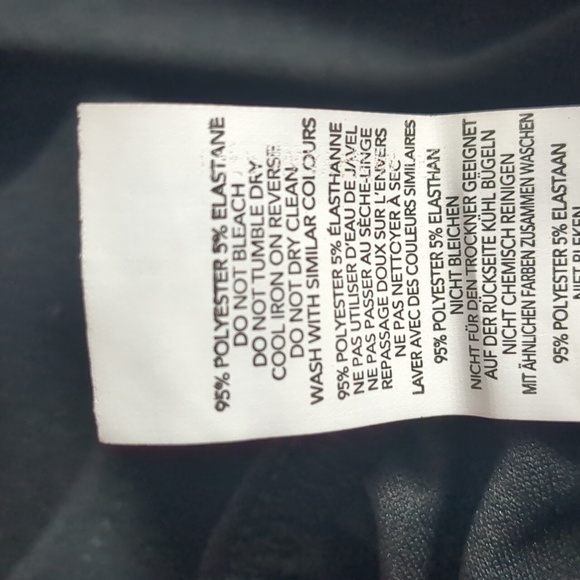 95% POLYESTER 5% ELASTANE
DO NOT BLEACH
DO NOT TUMBLE DRY
COOL IRON ON REVERSE
DO NOT DRY CLEAN
WASH WITH SIMILAR COLOURS
95% POLYESTER 5% ÉLASTHANNE
NE PAS UTILISER D'EAU DE JAVEL
NE PAS PASSER AU SÈCHE-LINGE
REPASSAGE DOUX SUR L'ENVERS
NE PAS NETTOYER À SEC
LAVER AVEC DES COULEURS SIMILAIRES
95% POLYESTER 5% ELASTHAN
NICHT BLEICHEN
NICHT FÜR DEN TROCKNER GEEIGNET
AUF DER RÜCKSEITE KÜHL BÜGELN
NICHT CHEMISCH REINIGEN
MIT ÄHNLICHEN FARBEN ZUSAMMEN WASCHEN
95% POLYESTER 5% ELASTAAN
NIET BLEKEN